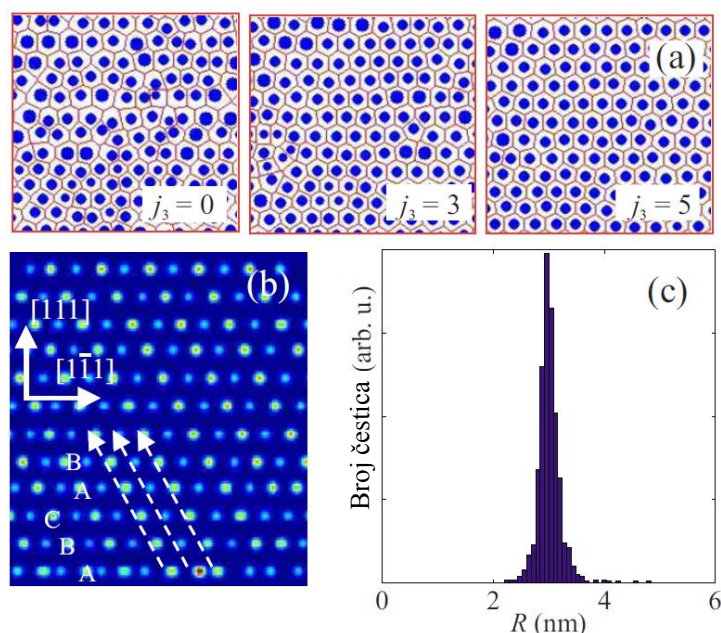 (a)
j₃ = 0
j₃ = 3
j₃ = 5
(b)
[111]
[11̄1]
B
A
C
B
A
(c)
Broj čestica (arb. u.)
0 2 4 6
R (nm)